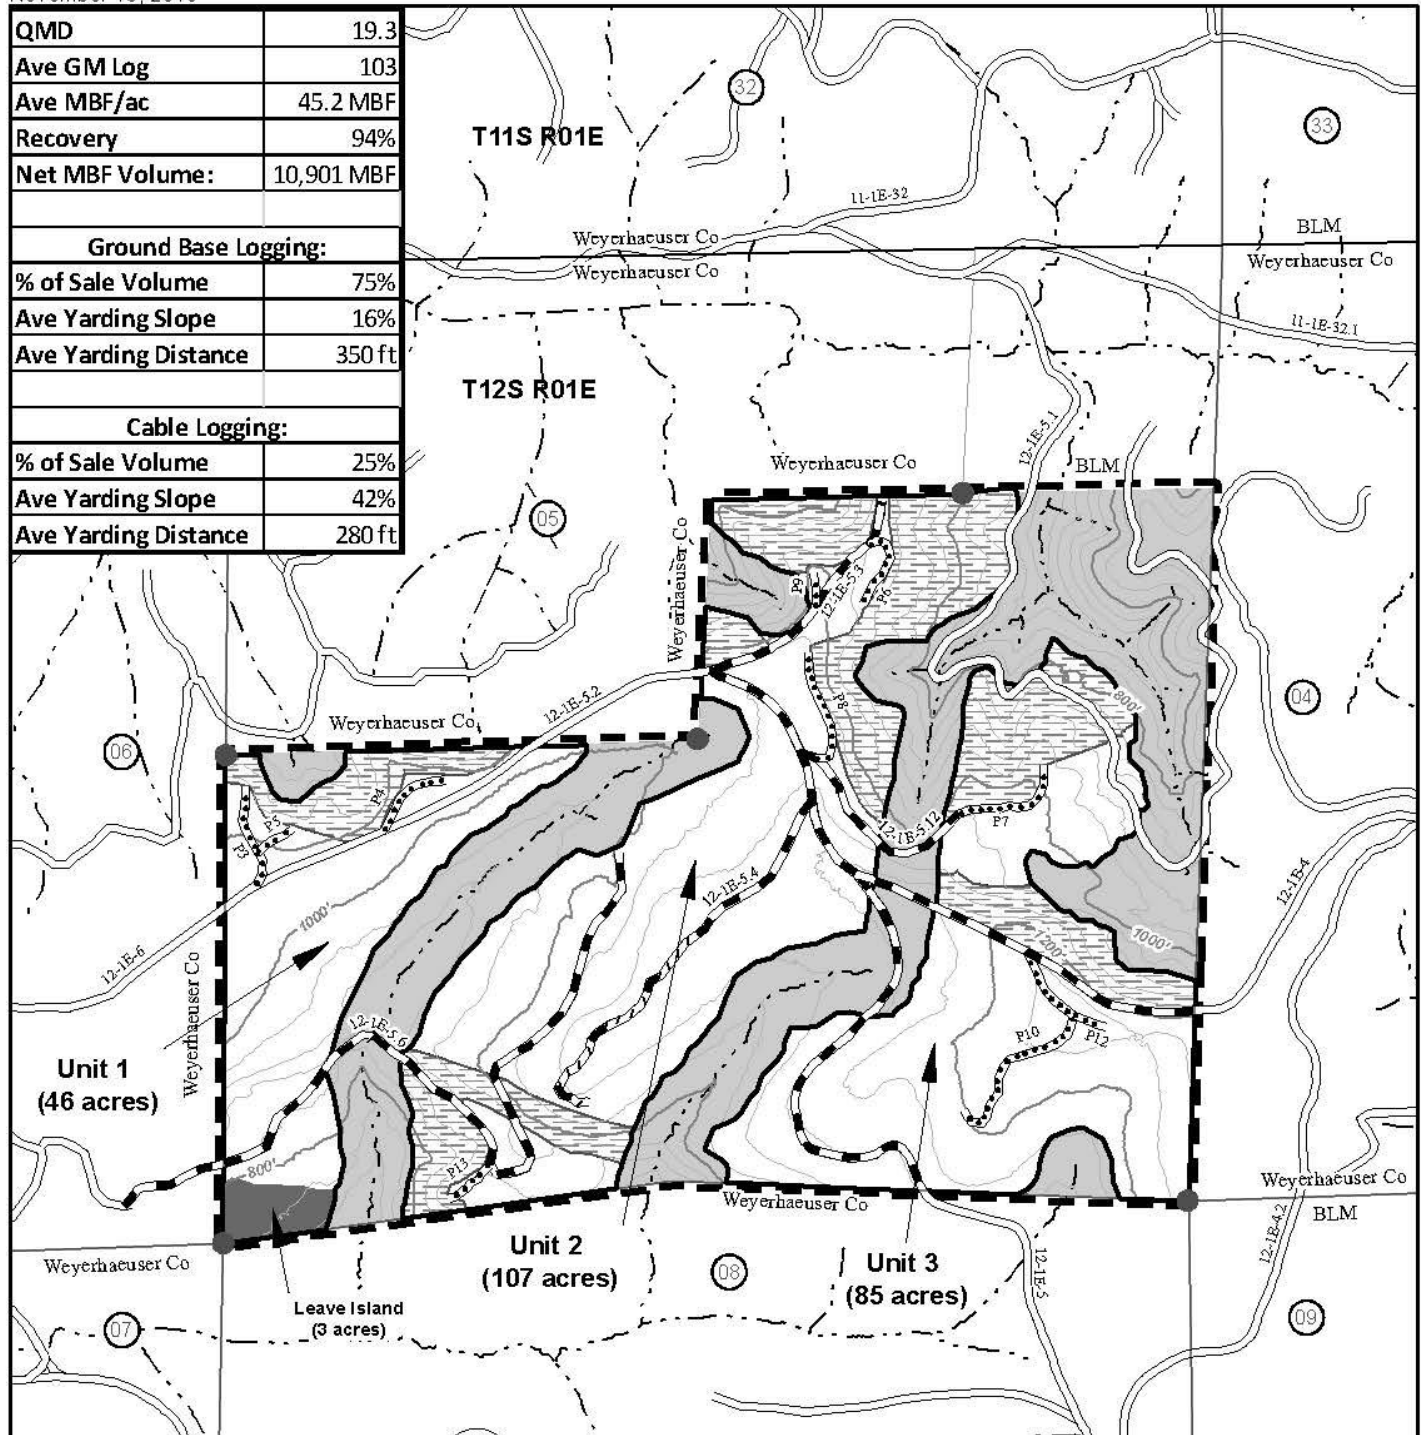 QMD 19.3
Ave GM Log 103
Ave MBF/ac 45.2 MBF
Recovery 94%
Net MBF Volume: 10,901 MBF
Ground Base Logging:
% of Sale Volume 75%
Ave Yarding Slope 16%
Ave Yarding Distance 350 ft
Cable Logging:
% of Sale Volume 25%
Ave Yarding Slope 42%
Ave Yarding Distance 280 ft
32
T11S R01E
33
11-1E-32
Weyerhaeuser Co
BLM
Weyerhaeuser Co
Weyerhaeuser Co
11-1E-32.1
T12S R01E
12-1E-5.1
Weyerhaeuser Co
BLM
05
Weyerhaeuser Co
P9
12-1E-5.3
P6
04
P8
800'
12-1E-5.2
Weyerhaeuser Co
06
P4
P5
P3
P7
12-1E-5.12
12-1E-5.4
12-1E-4
1000'
1200'
1000'
12-1E-6
Weyerhaeuser Co
12-1E-5.6
P10
P12
Unit 1
(46 acres)
800'
P13
Weyerhaeuser Co
Weyerhaeuser Co
BLM
12-1E-4.2
Weyerhaeuser Co
Unit 2
(107 acres)
08
Unit 3
(85 acres)
12-1E-5
Leave Island
(3 acres)
07
09